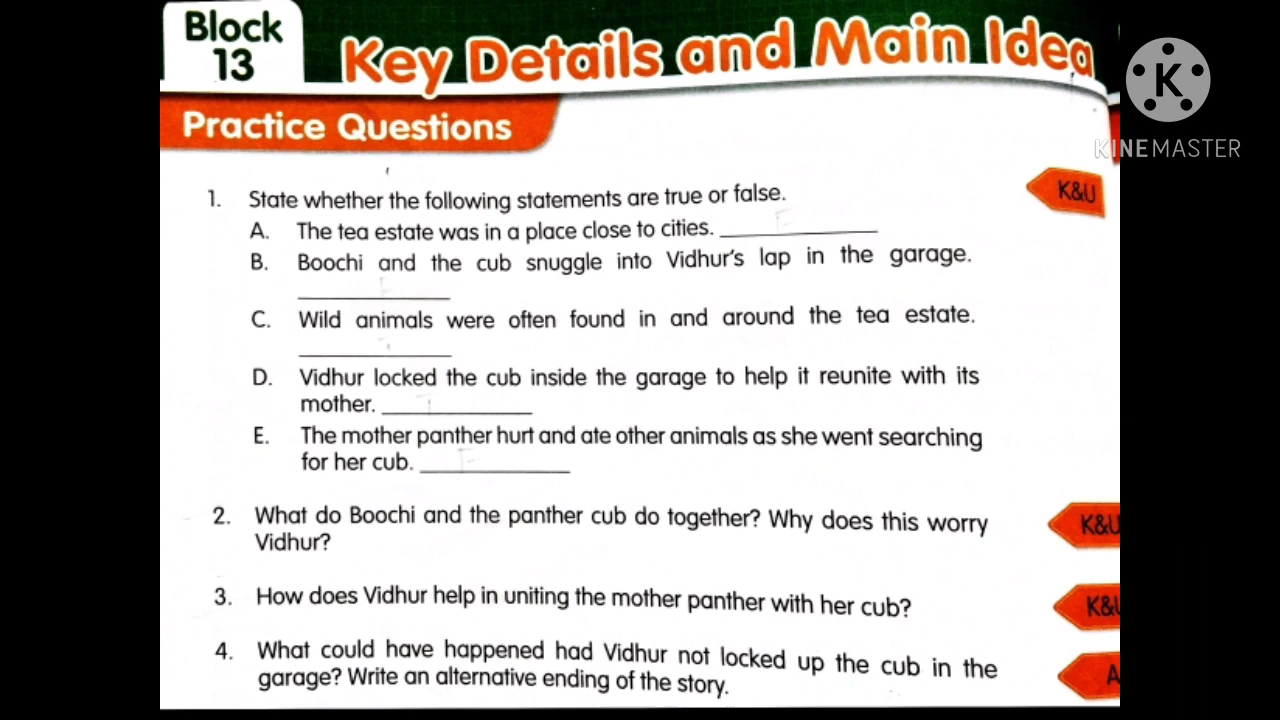 Block
13
Key Details and Main Idea
K
KINEMASTER
Practice Questions
1. State whether the following statements are true or false.
K&U
A. The tea estate was in a place close to cities. ____________
B. Boochi and the cub snuggle into Vidhur's lap in the garage.
____________
C. Wild animals were often found in and around the tea estate.
____________
D. Vidhur locked the cub inside the garage to help it reunite with its
mother. ____________
E. The mother panther hurt and ate other animals as she went searching
for her cub. ____________
2. What do Boochi and the panther cub do together? Why does this worry
Vidhur?
K&U
3. How does Vidhur help in uniting the mother panther with her cub?
K&U
4. What could have happened had Vidhur not locked up the cub in the
garage? Write an alternative ending of the story.
A